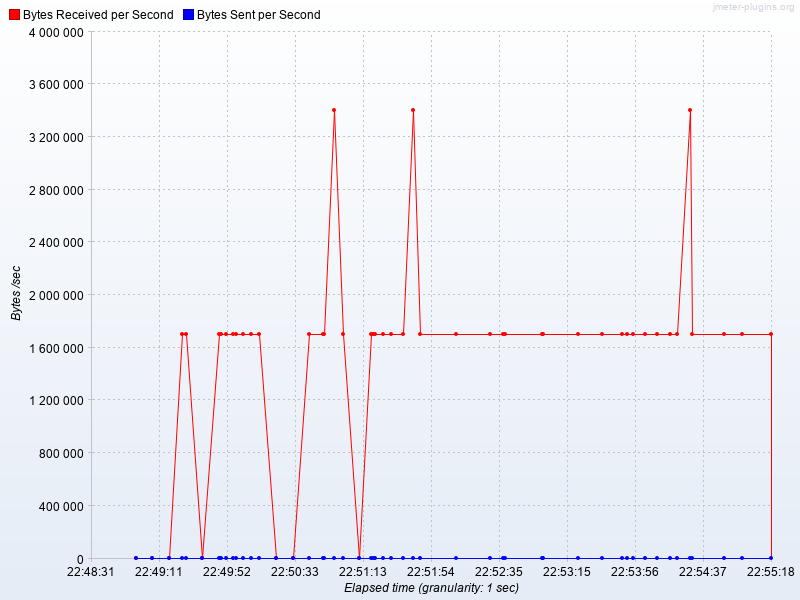 jmeter-plugins.org
Bytes Received per Second Bytes Sent per Second
4 000 000
3 600 000
3 200 000
2 800 000
2 400 000
2 000 000
1 600 000
1 200 000
800 000
400 000
0
Bytes /sec
22:48:31 22:49:11 22:49:52 22:50:33 22:51:13 22:51:54 22:52:35 22:53:15 22:53:56 22:54:37 22:55:18
Elapsed time (granularity: 1 sec)